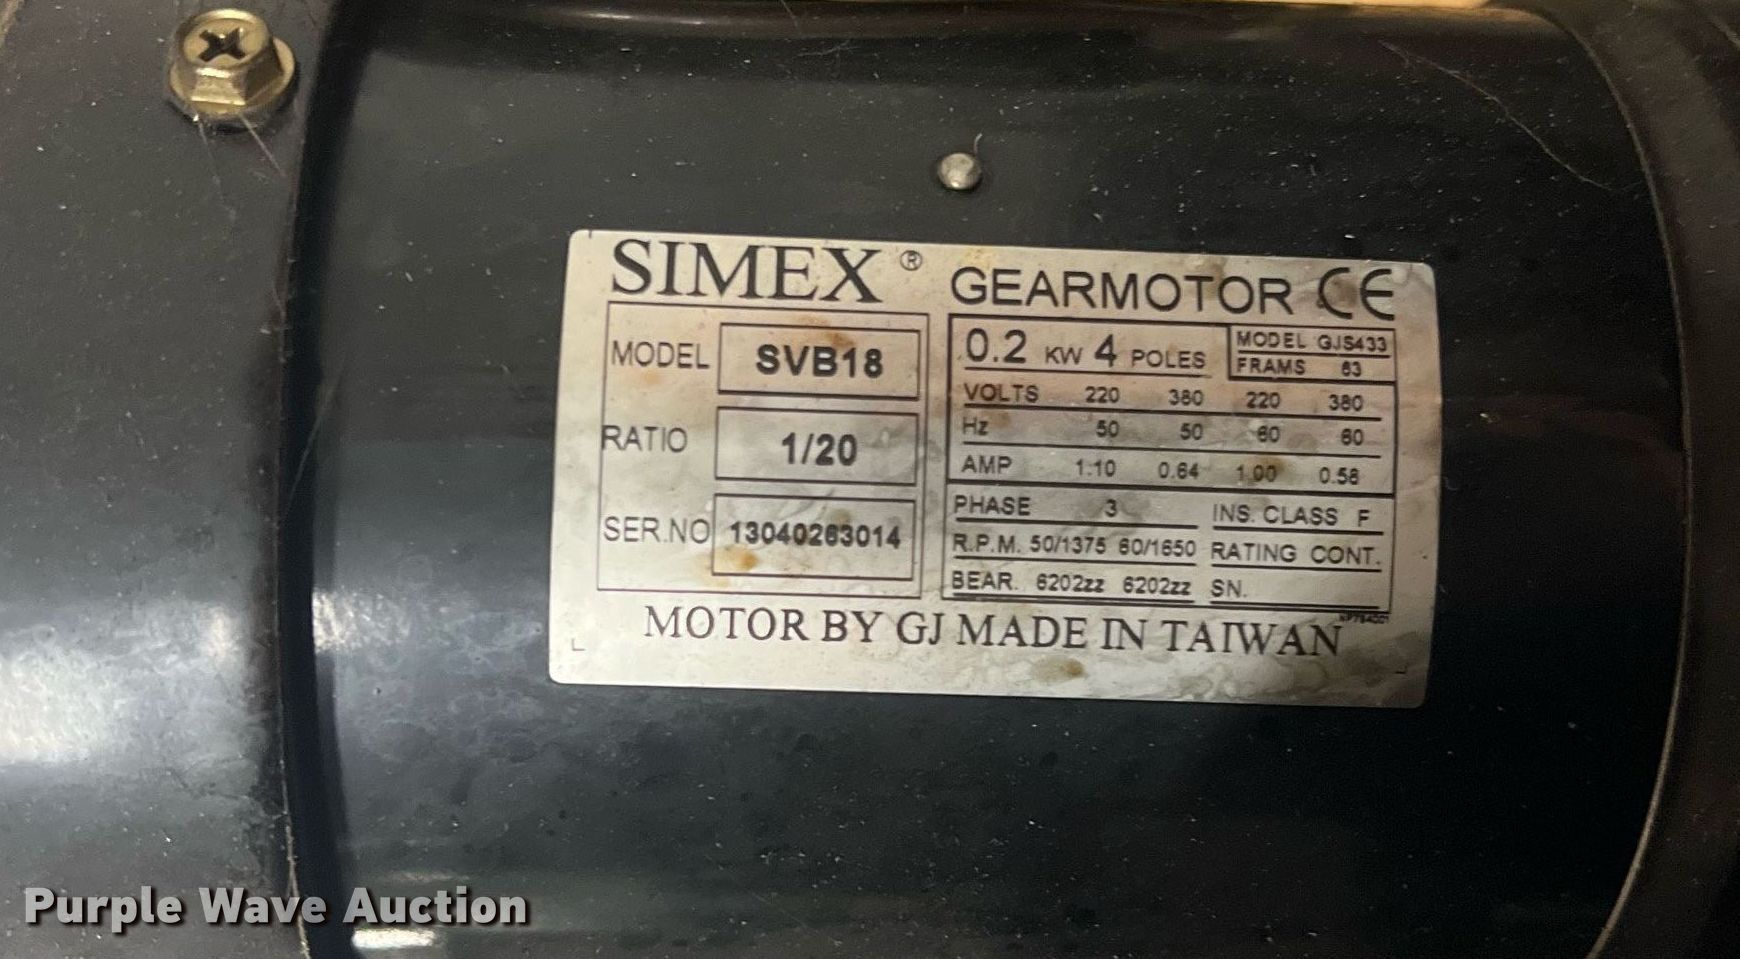 SIMEX ® GEARMOTOR CE
MODEL SVB18
RATIO 1/20
SER.NO 13040263014
0.2 KW 4 POLES
MODEL GJS433
FRAMS 63
VOLTS 220 380 220 380
Hz 50 50 60 60
AMP 1.10 0.64 1.00 0.58
PHASE 3 INS. CLASS F
R.P.M. 50/1375 60/1650 RATING CONT.
BEAR. 6202zz 6202zz SN.
MOTOR BY GJ MADE IN TAIWAN
Purple Wave Auction